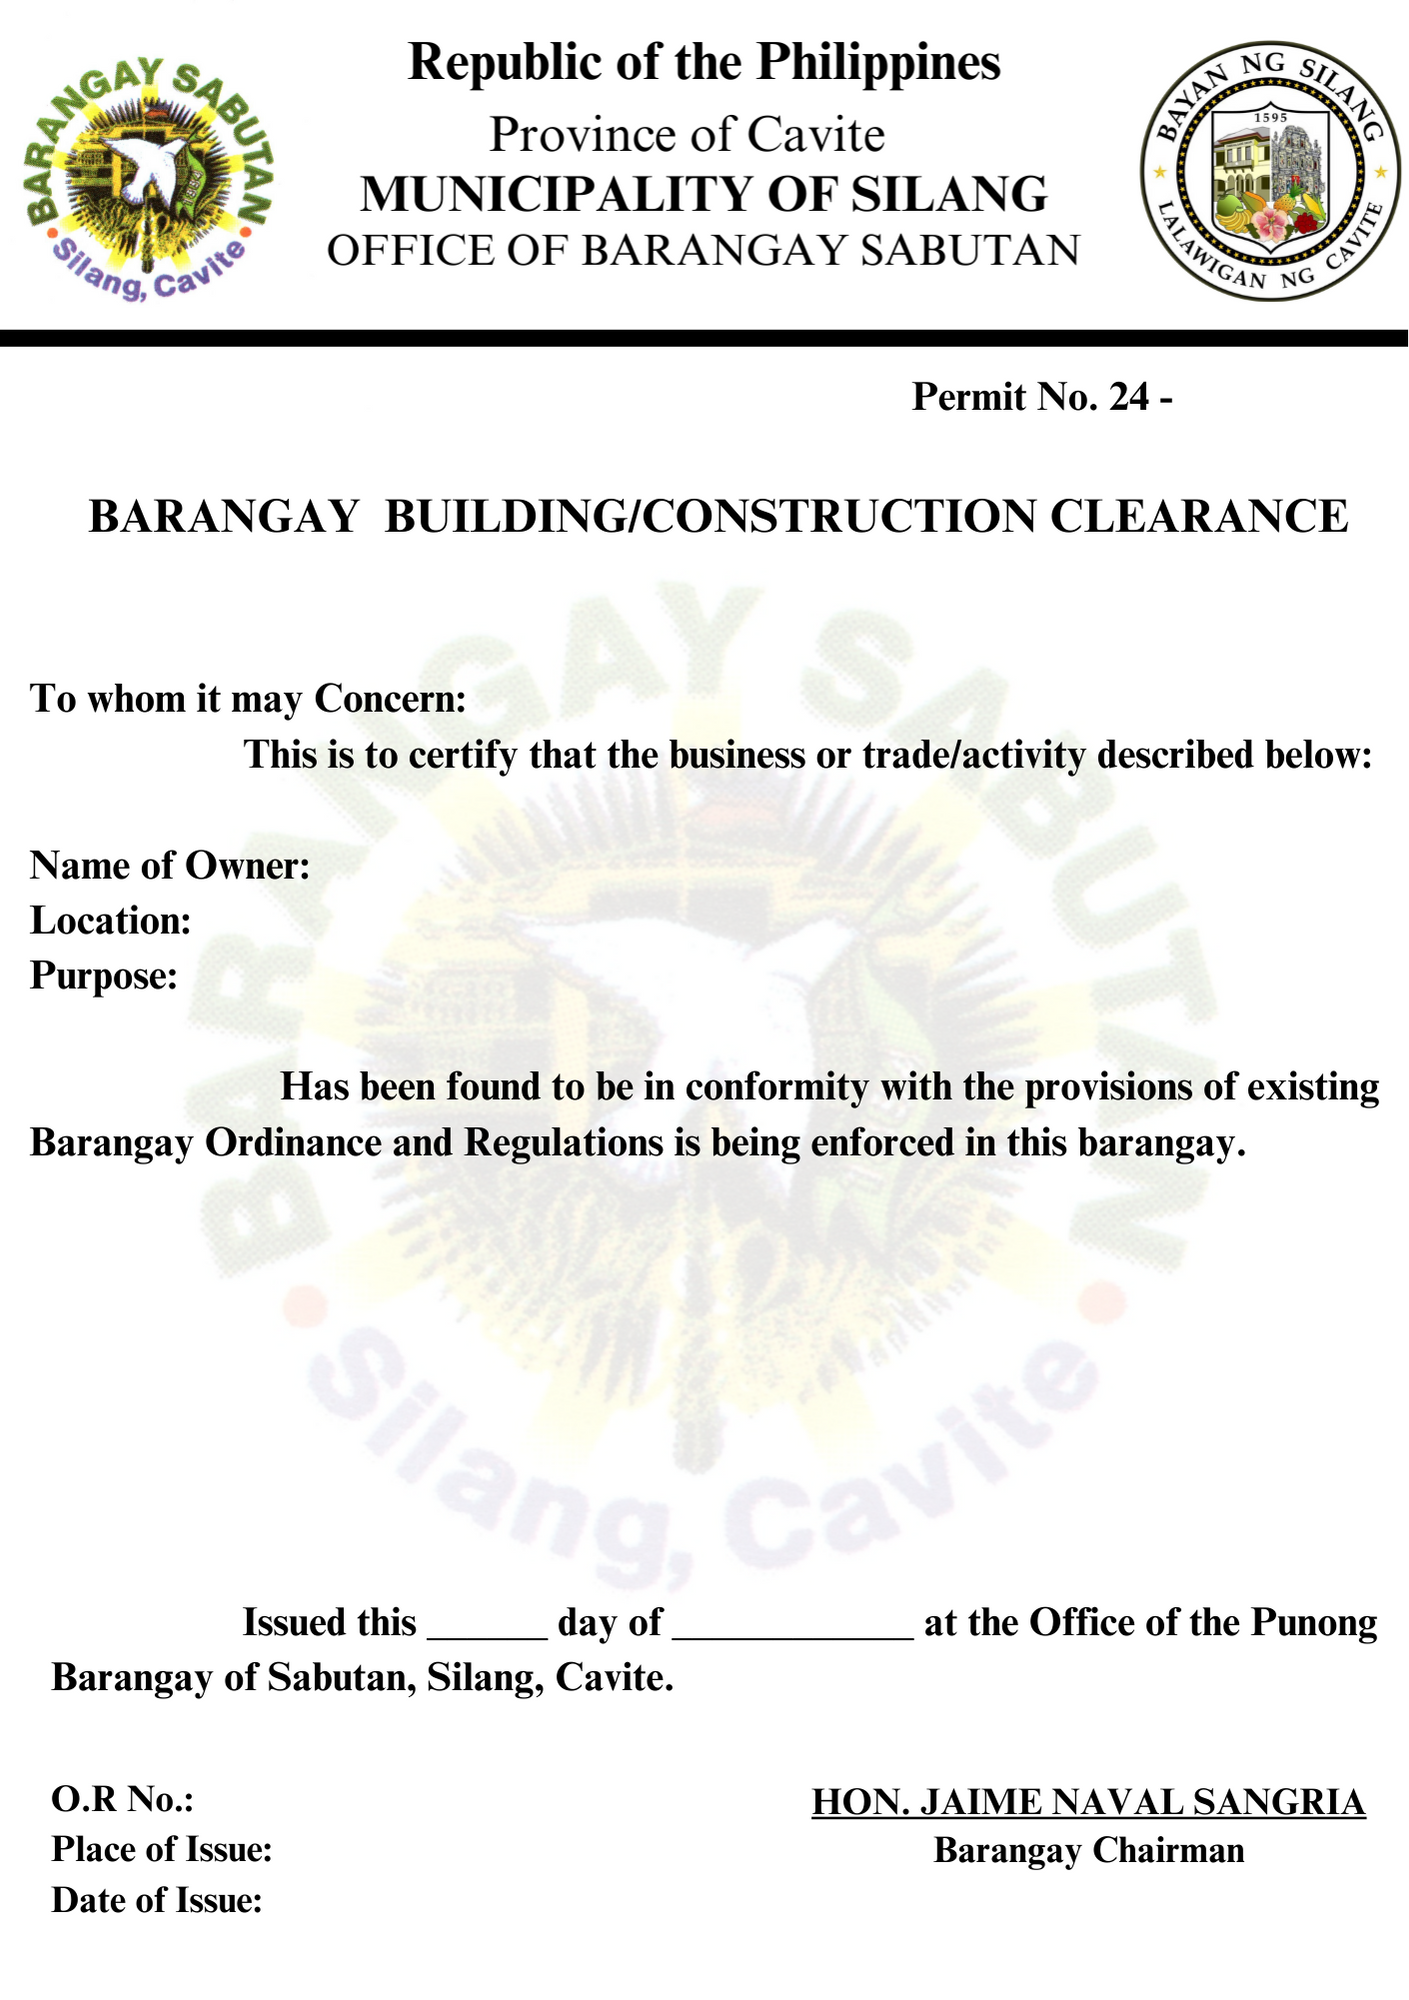 BARANGAY SABUTAN
Silang, Cavite
Republic of the Philippines
Province of Cavite
MUNICIPALITY OF SILANG
OFFICE OF BARANGAY SABUTAN
BAYAN NG SILANG
1595
LALAWIGAN NG CAVITE
Permit No. 24 -
BARANGAY BUILDING/CONSTRUCTION CLEARANCE
BARANGAY SABUTAN
Silang, Cavite
To whom it may Concern:
This is to certify that the business or trade/activity described below:
Name of Owner:
Location:
Purpose:
Has been found to be in conformity with the provisions of existing
Barangay Ordinance and Regulations is being enforced in this barangay.
Issued this ______ day of ____________ at the Office of the Punong
Barangay of Sabutan, Silang, Cavite.
O.R No.:
Place of Issue:
Date of Issue:
HON. JAIME NAVAL SANGRIA
Barangay Chairman